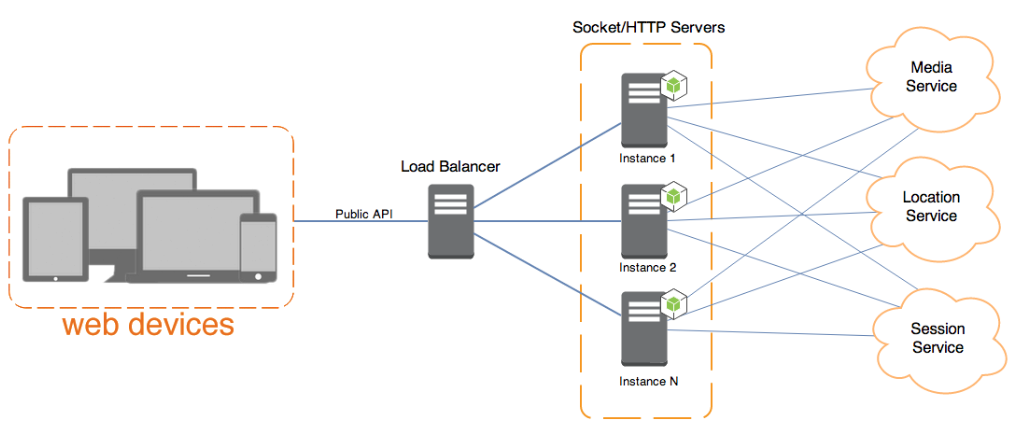 Socket/HTTP Servers
Media
Service
Instance 1
Load Balancer
Location
Service
Public API
Instance 2
web devices
Session
Service
Instance N